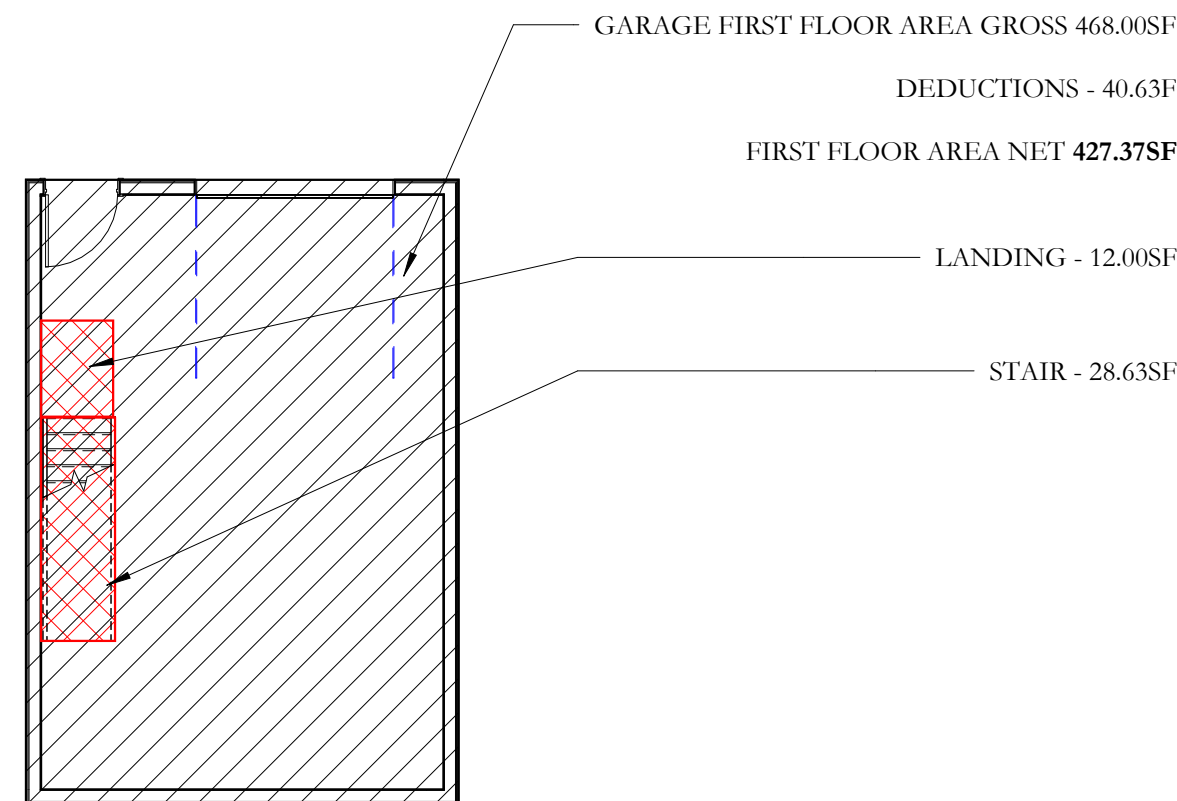 GARAGE FIRST FLOOR AREA GROSS 468.00SF
DEDUCTIONS - 40.63F
FIRST FLOOR AREA NET 427.37SF
LANDING - 12.00SF
STAIR - 28.63SF